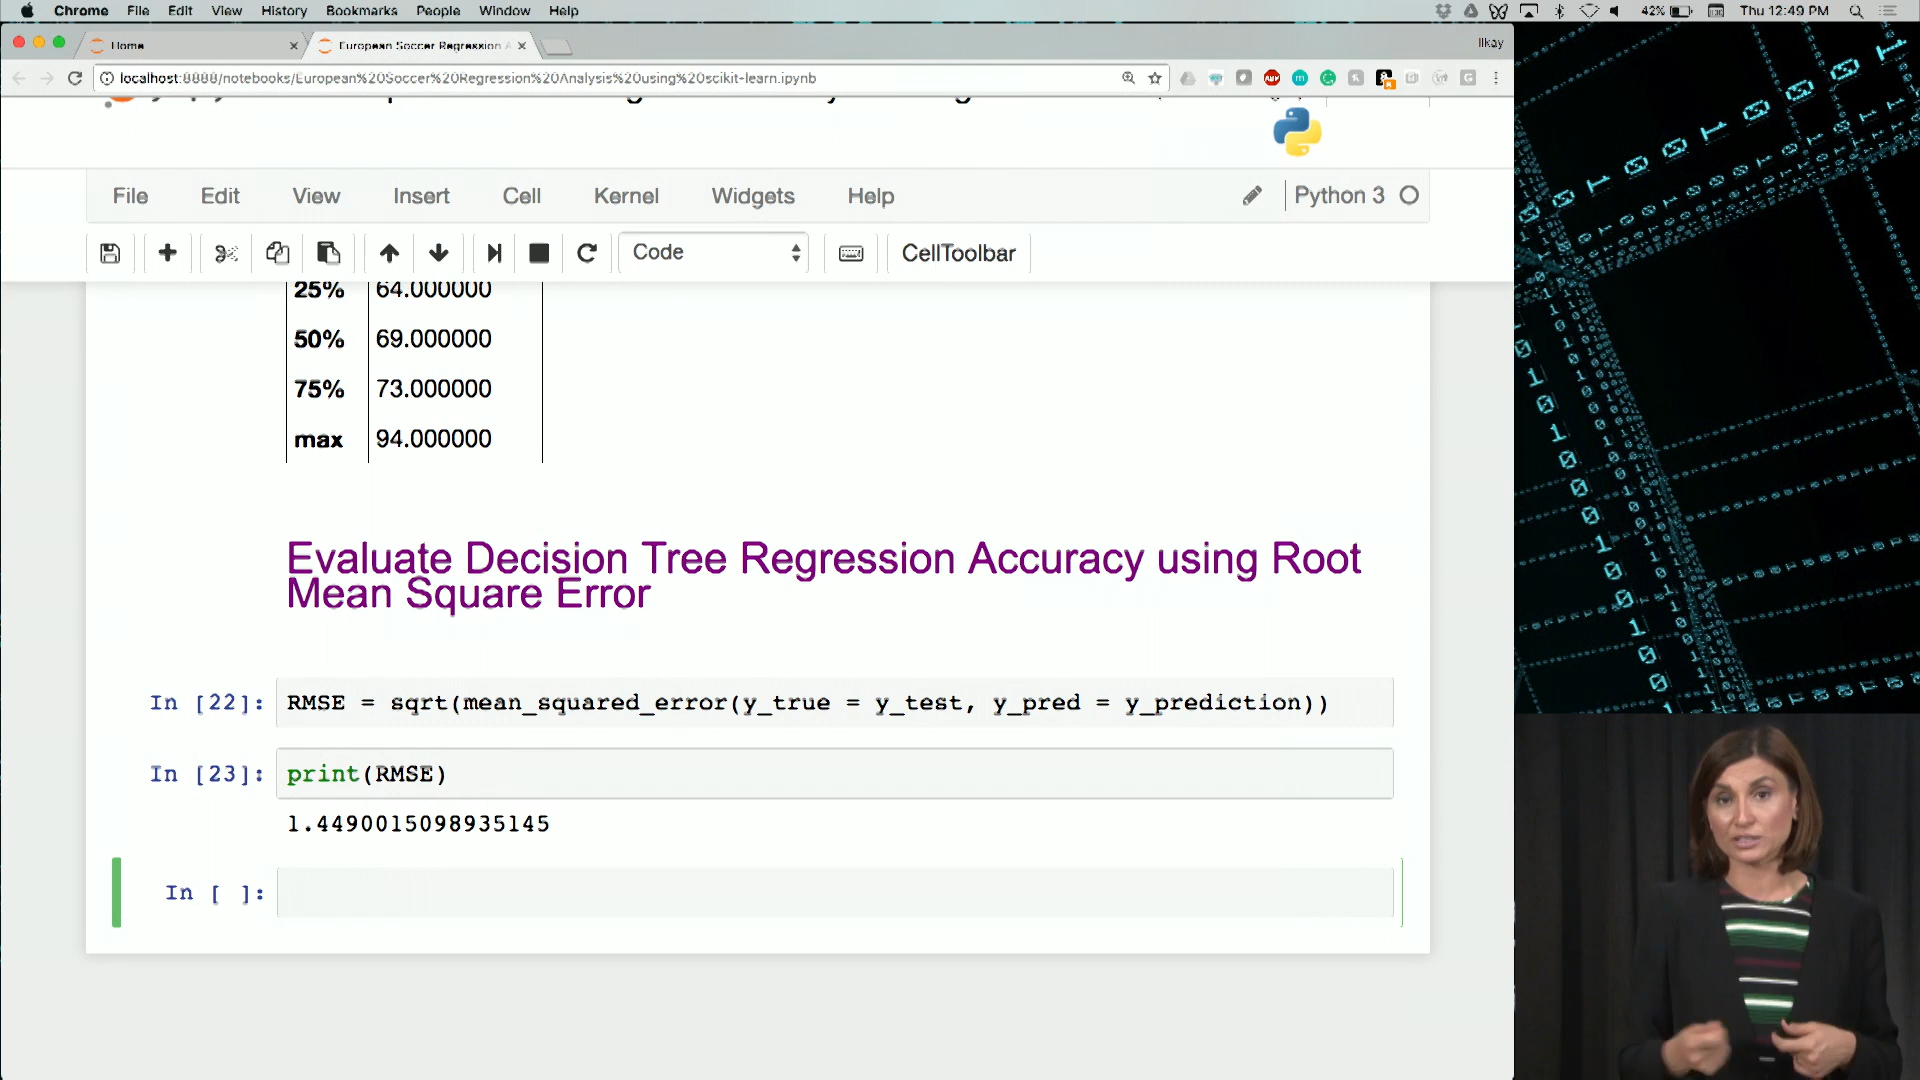 Chrome File Edit View History Bookmarks People Window Help 42% Thu 12:49 PM
Home European Soccer Regression A Ilkay
localhost:8888/notebooks/European%20Soccer%20Regression%20Analysis%20using%20scikit-learn.ipynb
File Edit View Insert Cell Kernel Widgets Help Python 3
Code CellToolbar
25% 64.000000
50% 69.000000
75% 73.000000
max 94.000000
Evaluate Decision Tree Regression Accuracy using Root
Mean Square Error
In [22]: RMSE = sqrt(mean_squared_error(y_true = y_test, y_pred = y_prediction))
In [23]: print(RMSE)
1.4490015098935145
In [ ]: